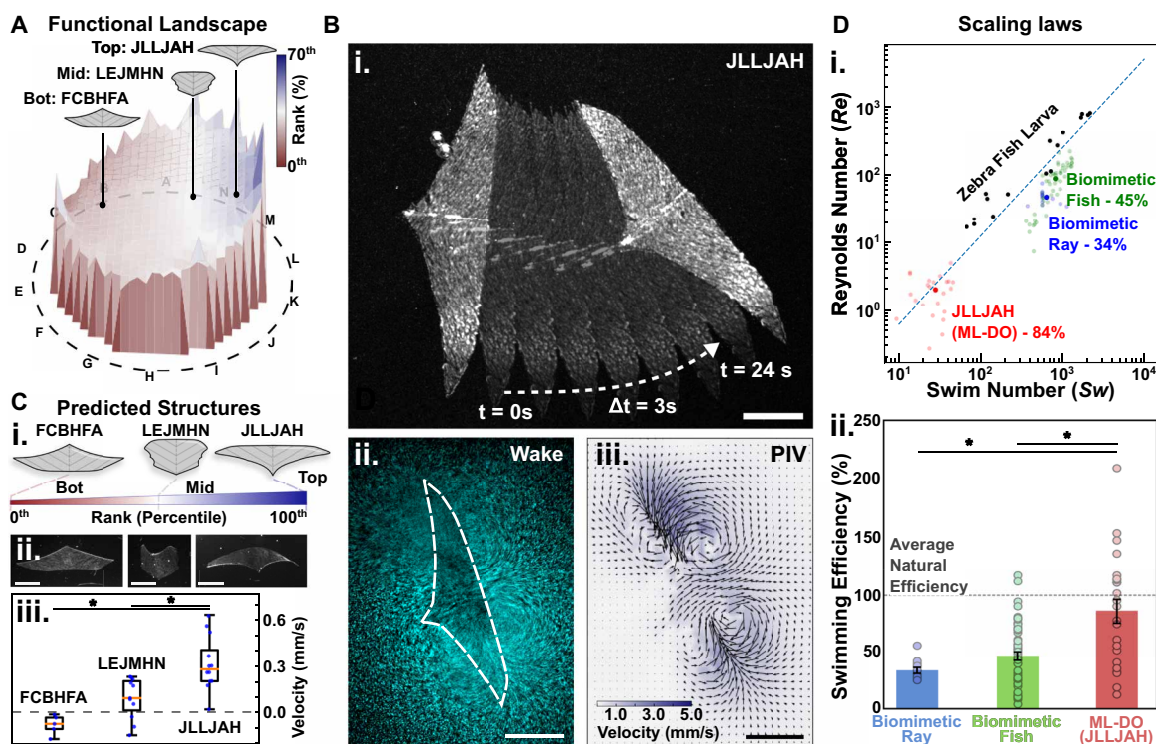 A
Functional Landscape
Top: JLLJAH
Mid: LEJMHN
Bot: FCBHFA
70th
Rank (%)
0th
A
B
N
C
M
D
L
E
K
F
J
G
I
H
B
i.
JLLJAH
t = 0s
Δt = 3s
t = 24 s
D
ii.
Wake
iii.
PIV
1.0 3.0 5.0
Velocity (mm/s)
C
Predicted Structures
i.
FCBHFA
LEJMHN
JLLJAH
Bot
Mid
Top
0th
Rank (Percentile)
100th
ii.
iii.
*
*
FCBHFA
LEJMHN
JLLJAH
0.6
0.3
0.0
Velocity (mm/s)
D
Scaling laws
i.
Reynolds Number (Re)
10³
10²
10¹
10⁰
Zebra Fish Larva
Biomimetic
Fish - 45%
Biomimetic
Ray - 34%
JLLJAH
(ML-DO) - 84%
10¹ 10² 10³ 10⁴
Swim Number (Sw)
ii.
Swimming Efficiency (%)
250
200
150
100
50
0
*
*
Average
Natural
Efficiency
Biomimetic
Ray
Biomimetic
Fish
ML-DO
(JLLJAH)